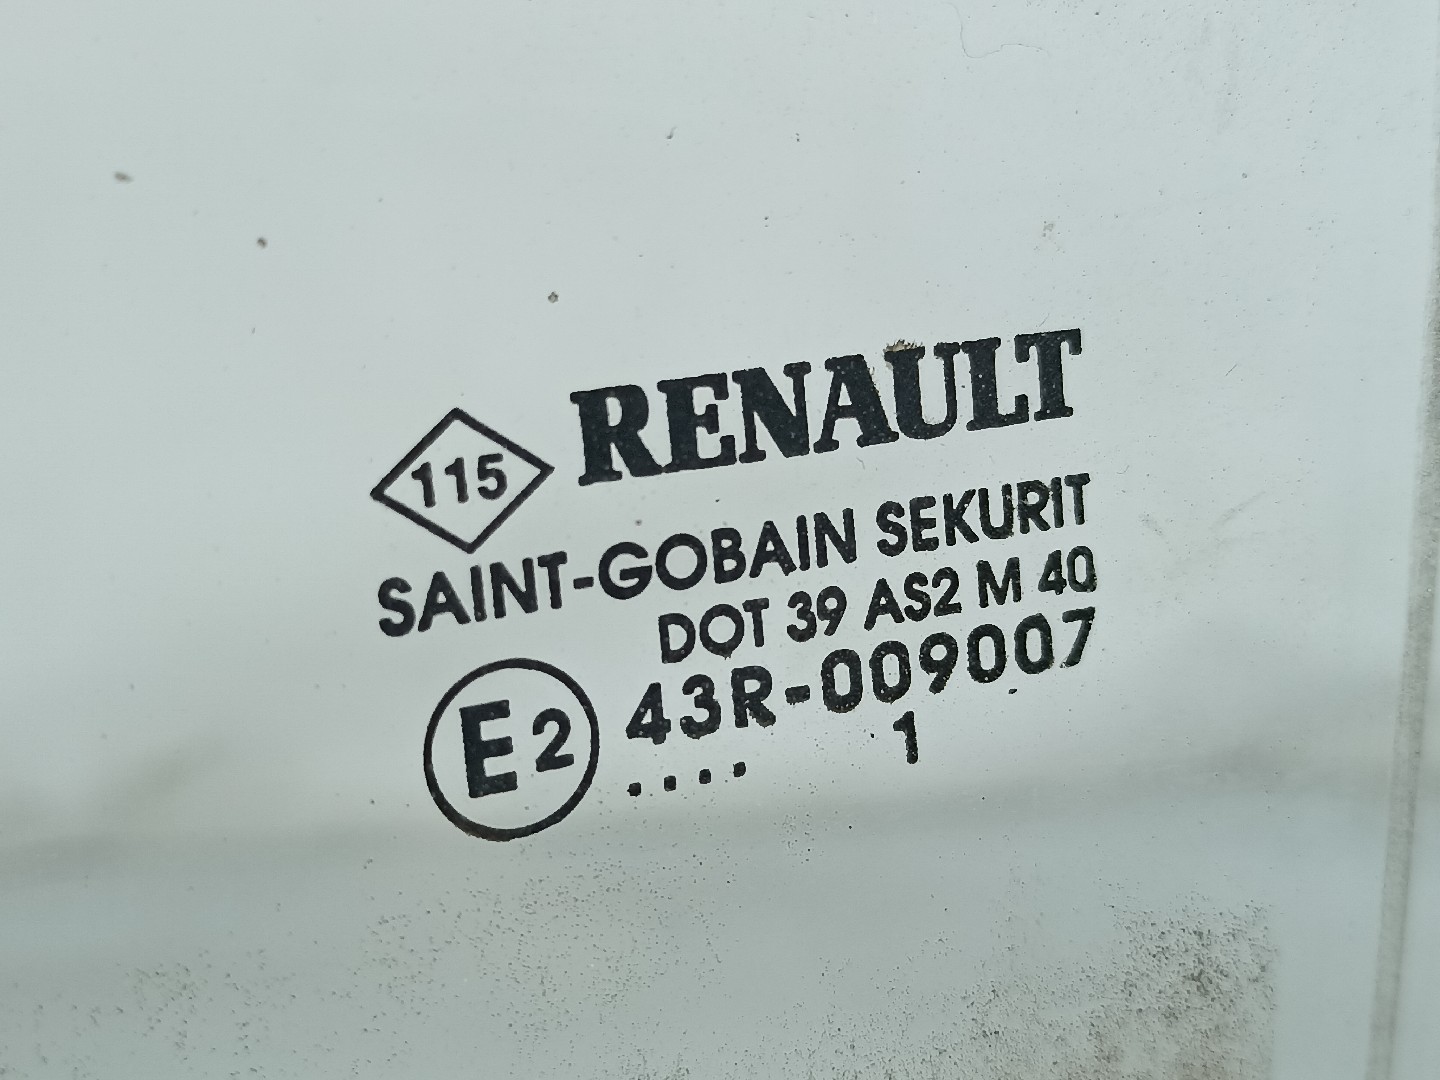 115 RENAULT
SAINT-GOBAIN SEKURIT
DOT 39 AS2 M 40
E2 43R-009007
.... 1